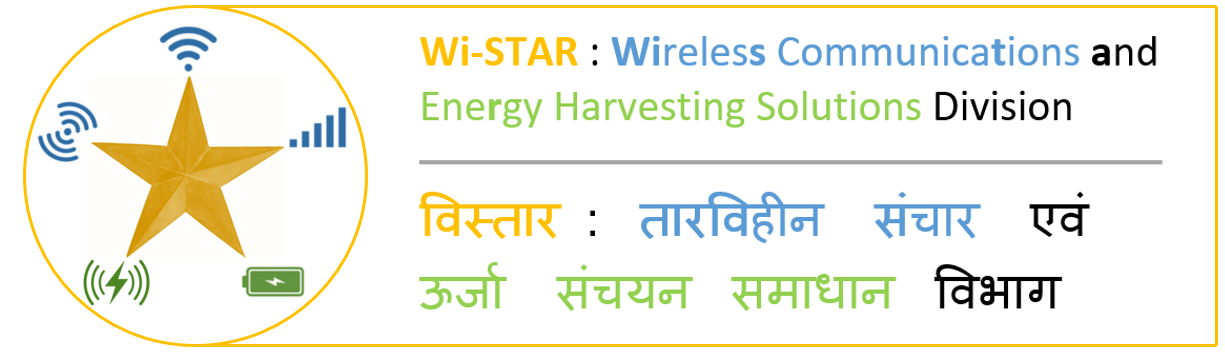 Wi-STAR : Wireless Communications and
Energy Harvesting Solutions Division
विस्तार : तारविहीन संचार एवं
ऊर्जा संचयन समाधान विभाग